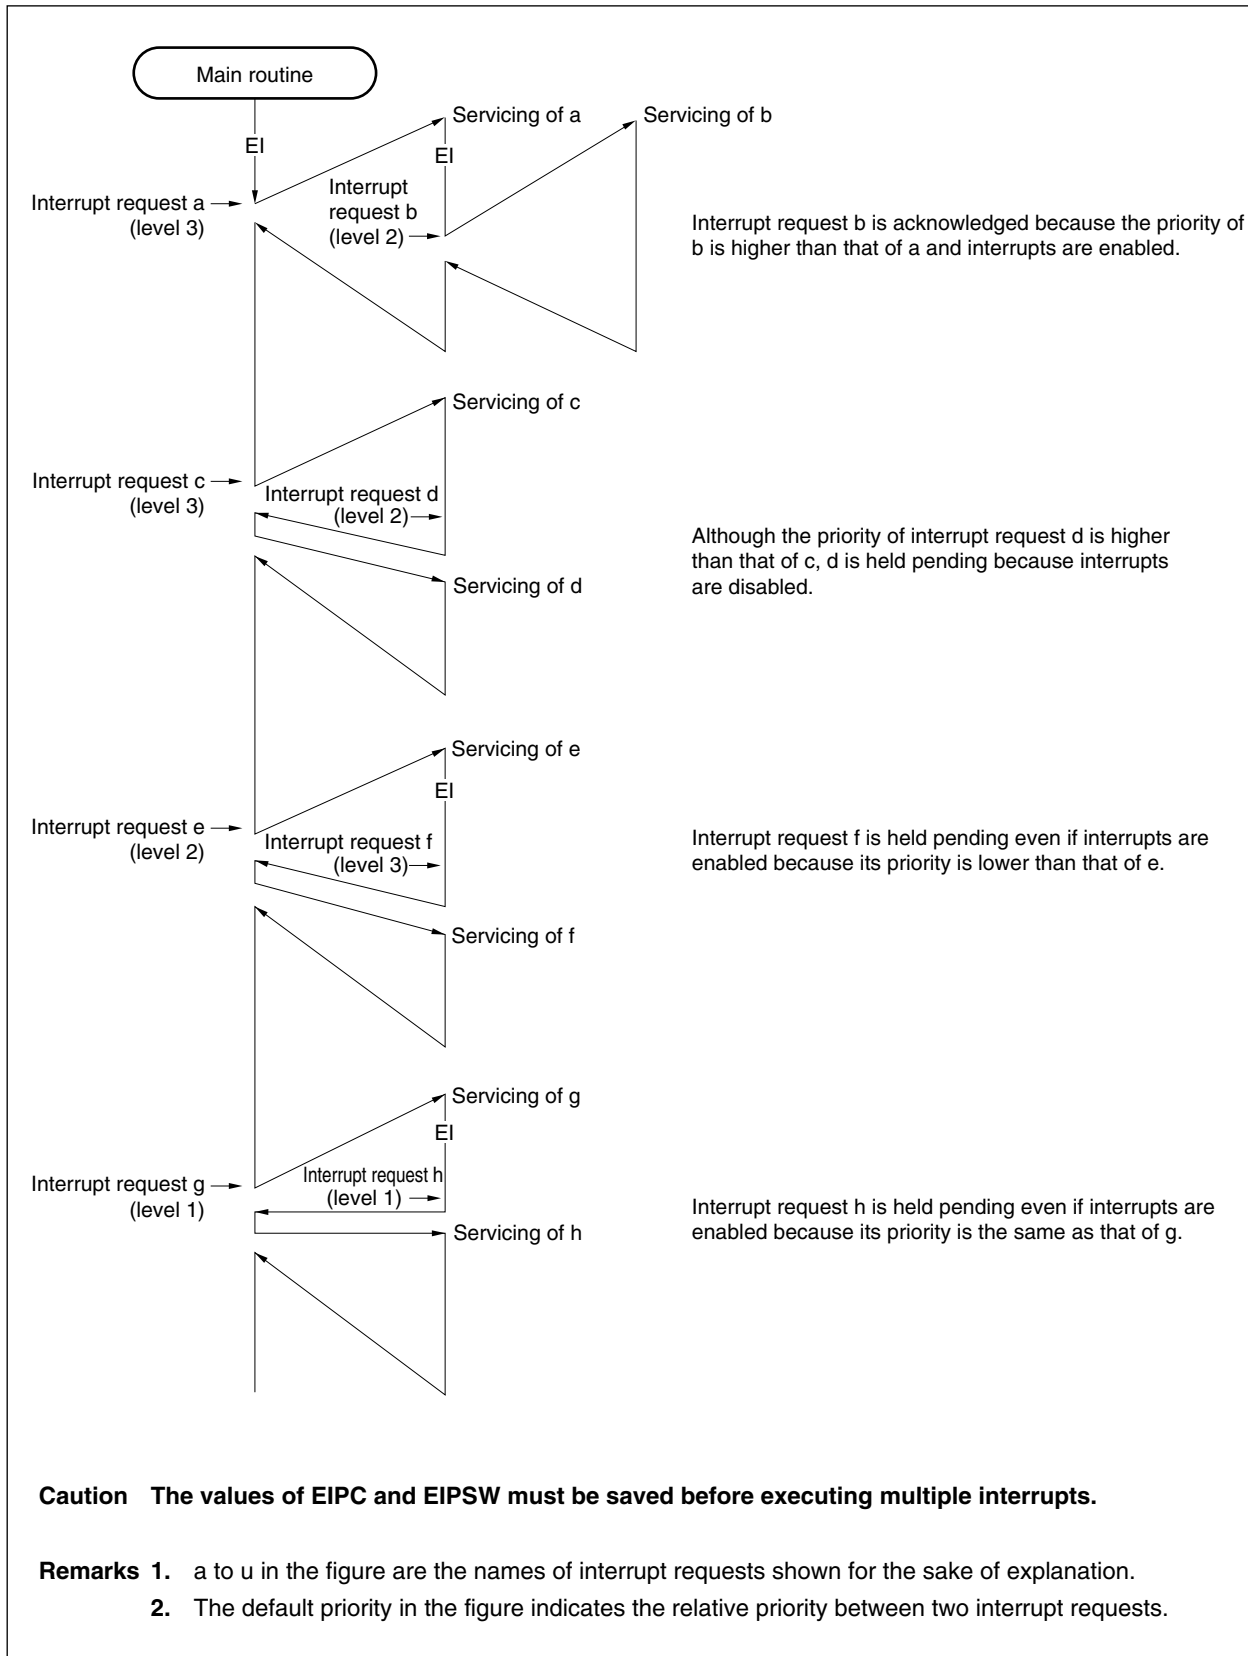 Main routine
EI
Servicing of a
EI
Servicing of b
Interrupt request a
(level 3)
Interrupt
request b
(level 2)
Interrupt request b is acknowledged because the priority of
b is higher than that of a and interrupts are enabled.
Servicing of c
Interrupt request c
(level 3)
Interrupt request d
(level 2)
Although the priority of interrupt request d is higher
than that of c, d is held pending because interrupts
are disabled.
Servicing of d
Servicing of e
EI
Interrupt request e
(level 2)
Interrupt request f
(level 3)
Interrupt request f is held pending even if interrupts are
enabled because its priority is lower than that of e.
Servicing of f
Servicing of g
EI
Interrupt request g
(level 1)
Interrupt request h
(level 1)
Interrupt request h is held pending even if interrupts are
enabled because its priority is the same as that of g.
Servicing of h
Caution The values of EIPC and EIPSW must be saved before executing multiple interrupts.
Remarks 1. a to u in the figure are the names of interrupt requests shown for the sake of explanation.
2. The default priority in the figure indicates the relative priority between two interrupt requests.